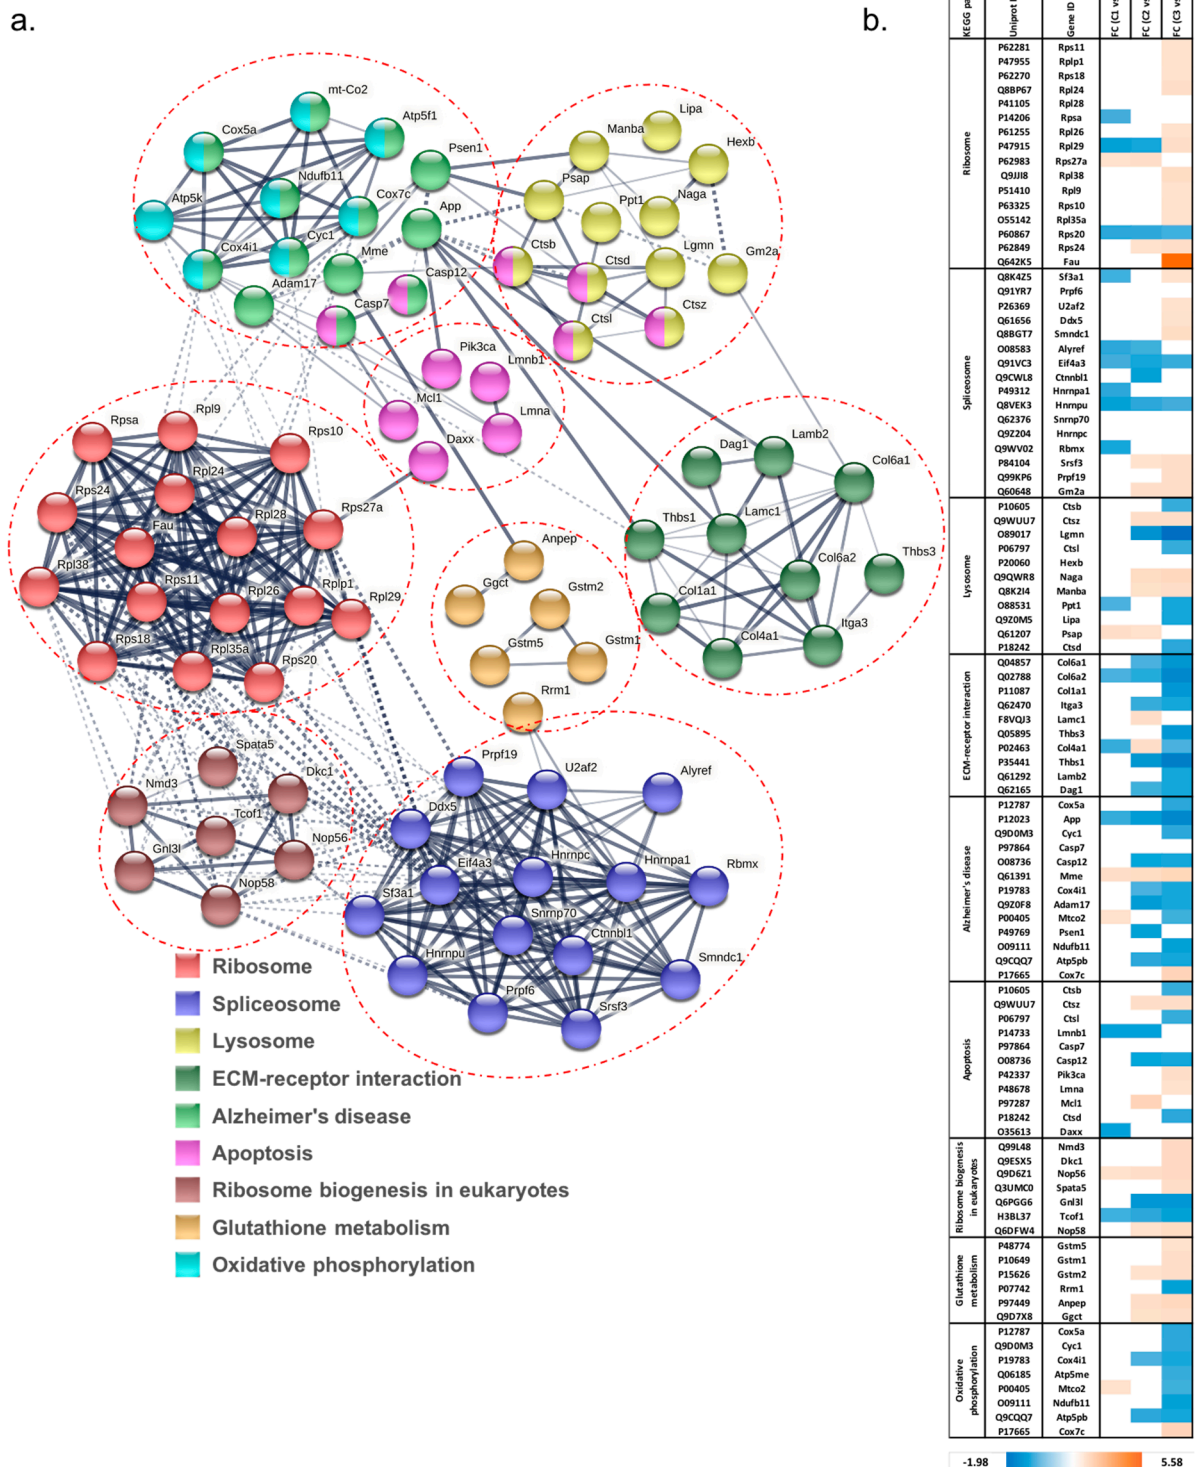 a.
mt-Co2
Cox5a
Atp5f1
Psen1
Ndufb11
Cox7c
Atp5k
App
Cyc1
Cox4i1
Mme
Adam17
Casp12
Casp7
Lipa
Manba
Hexb
Psap
Ppt1
Naga
Ctsb
Lgmn
Gm2a
Ctsd
Ctsz
Ctsl
Pik3ca
Lmnb1
Mcl1
Lmna
Daxx
Rpsa
Rpl9
Rps10
Rpl24
Rps24
Rpl28
Rps27a
Fau
Rpl38
Rps11
Rpl26
Rplp1
Rpl29
Rps18
Rpl35a
Rps20
Dag1
Lamb2
Col6a1
Thbs1
Lamc1
Col6a2
Thbs3
Col1a1
Col4a1
Itga3
Anpep
Ggct
Gstm2
Gstm5
Gstm1
Rrm1
Spata5
Nmd3
Dkc1
Tcof1
Gnl3l
Nop56
Nop58
Prpf19
U2af2
Alyref
Ddx5
Eif4a3
Hnrnpc
Hnrnpa1
Rbmx
Sf3a1
Snrnp70
Ctnnbl1
Hnrnpu
Smndc1
Prpf6
Srsf3
Ribosome
Spliceosome
Lysosome
ECM-receptor interaction
Alzheimer's disease
Apoptosis
Ribosome biogenesis in eukaryotes
Glutathione metabolism
Oxidative phosphorylation
b.
KEGG pa Uniprot Gene ID FC (C1 vs FC (C2 vs FC (C3 vs
Ribosome
P62281 Rps11
P47955 Rplp1
P62270 Rps18
Q8BP67 Rpl24
P41105 Rpl28
P14206 Rpsa
P61255 Rpl26
P47915 Rpl29
P62983 Rps27a
Q9JJI8 Rpl38
P51410 Rpl9
P63325 Rps10
O55142 Rpl35a
P60867 Rps20
P62849 Rps24
Q642K5 Fau
Spliceosome
Q8K4Z5 Sf3a1
Q91YR7 Prpf6
P26369 U2af2
Q61656 Ddx5
Q8BGT7 Smndc1
O08583 Alyref
Q91VC3 Eif4a3
Q9CWL8 Ctnnbl1
P49312 Hnrnpa1
Q8VEK3 Hnrnpu
Q62376 Snrnp70
Q9Z204 Hnrnpc
Q9WV02 Rbmx
P84104 Srsf3
Q99KP6 Prpf19
Q60648 Gm2a
Lysosome
P10605 Ctsb
Q9WUU7 Ctsz
O89017 Lgmn
P06797 Ctsl
P20060 Hexb
Q9QWR8 Naga
Q8K2I4 Manba
O88531 Ppt1
Q9Z0M5 Lipa
Q61207 Psap
P18242 Ctsd
ECM-receptor interaction
Q04857 Col6a1
Q02788 Col6a2
P11087 Col1a1
Q62470 Itga3
F8VQJ3 Lamc1
Q05895 Thbs3
P02463 Col4a1
P35441 Thbs1
Q61292 Lamb2
Q62165 Dag1
Alzheimer's disease
P12787 Cox5a
P12023 App
Q9D0M3 Cyc1
P97864 Casp7
O08736 Casp12
Q61391 Mme
P19783 Cox4i1
Q9Z0F8 Adam17
P00405 Mtco2
P49769 Psen1
O09111 Ndufb11
Q9CQQ7 Atp5pb
P17665 Cox7c
Apoptosis
P10605 Ctsb
Q9WUU7 Ctsz
P06797 Ctsl
P14733 Lmnb1
P97864 Casp7
O08736 Casp12
P42337 Pik3ca
P48678 Lmna
P97287 Mcl1
P18242 Ctsd
O35613 Daxx
Ribosome biogenesis in eukaryotes
Q99L48 Nmd3
Q9ESX5 Dkc1
Q9D6Z1 Nop56
Q3UMC0 Spata5
Q6PGG6 Gnl3l
H3BL37 Tcof1
Q6DFW4 Nop58
Glutathione metabolism
P48774 Gstm5
P10649 Gstm1
P15626 Gstm2
P07742 Rrm1
P97449 Anpep
Q9D7X8 Ggct
Oxidative phosphorylation
P12787 Cox5a
Q9D0M3 Cyc1
P19783 Cox4i1
Q06185 Atp5me
P00405 Mtco2
O09111 Ndufb11
Q9CQQ7 Atp5pb
P17665 Cox7c
-1.98 5.58